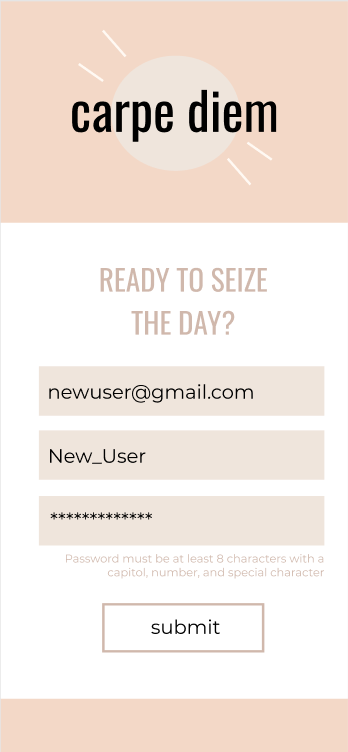 carpe diem
READY TO SEIZE
THE DAY?
newuser@gmail.com
New_User
*************
Password must be at least 8 characters with a
capitol, number, and special character
submit